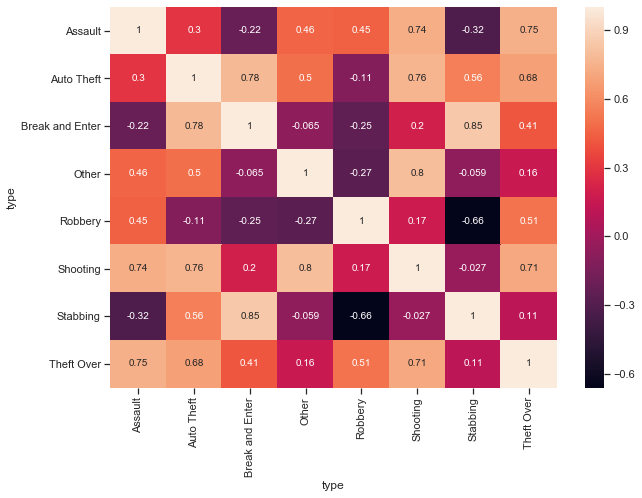 Assault 1 0.3 -0.22 0.46 0.45 0.74 -0.32 0.75
Auto Theft 0.3 1 0.78 0.5 -0.11 0.76 0.56 0.68
Break and Enter -0.22 0.78 1 -0.065 -0.25 0.2 0.85 0.41
Other 0.46 0.5 -0.065 1 -0.27 0.8 -0.059 0.16
Robbery 0.45 -0.11 -0.25 -0.27 1 0.17 -0.66 0.51
Shooting 0.74 0.76 0.2 0.8 0.17 1 -0.027 0.71
Stabbing -0.32 0.56 0.85 -0.059 -0.66 -0.027 1 0.11
Theft Over 0.75 0.68 0.41 0.16 0.51 0.71 0.11 1
type
Assault
Auto Theft
Break and Enter
Other
Robbery
Shooting
Stabbing
Theft Over
type
0.9
0.6
0.3
0.0
−0.3
−0.6